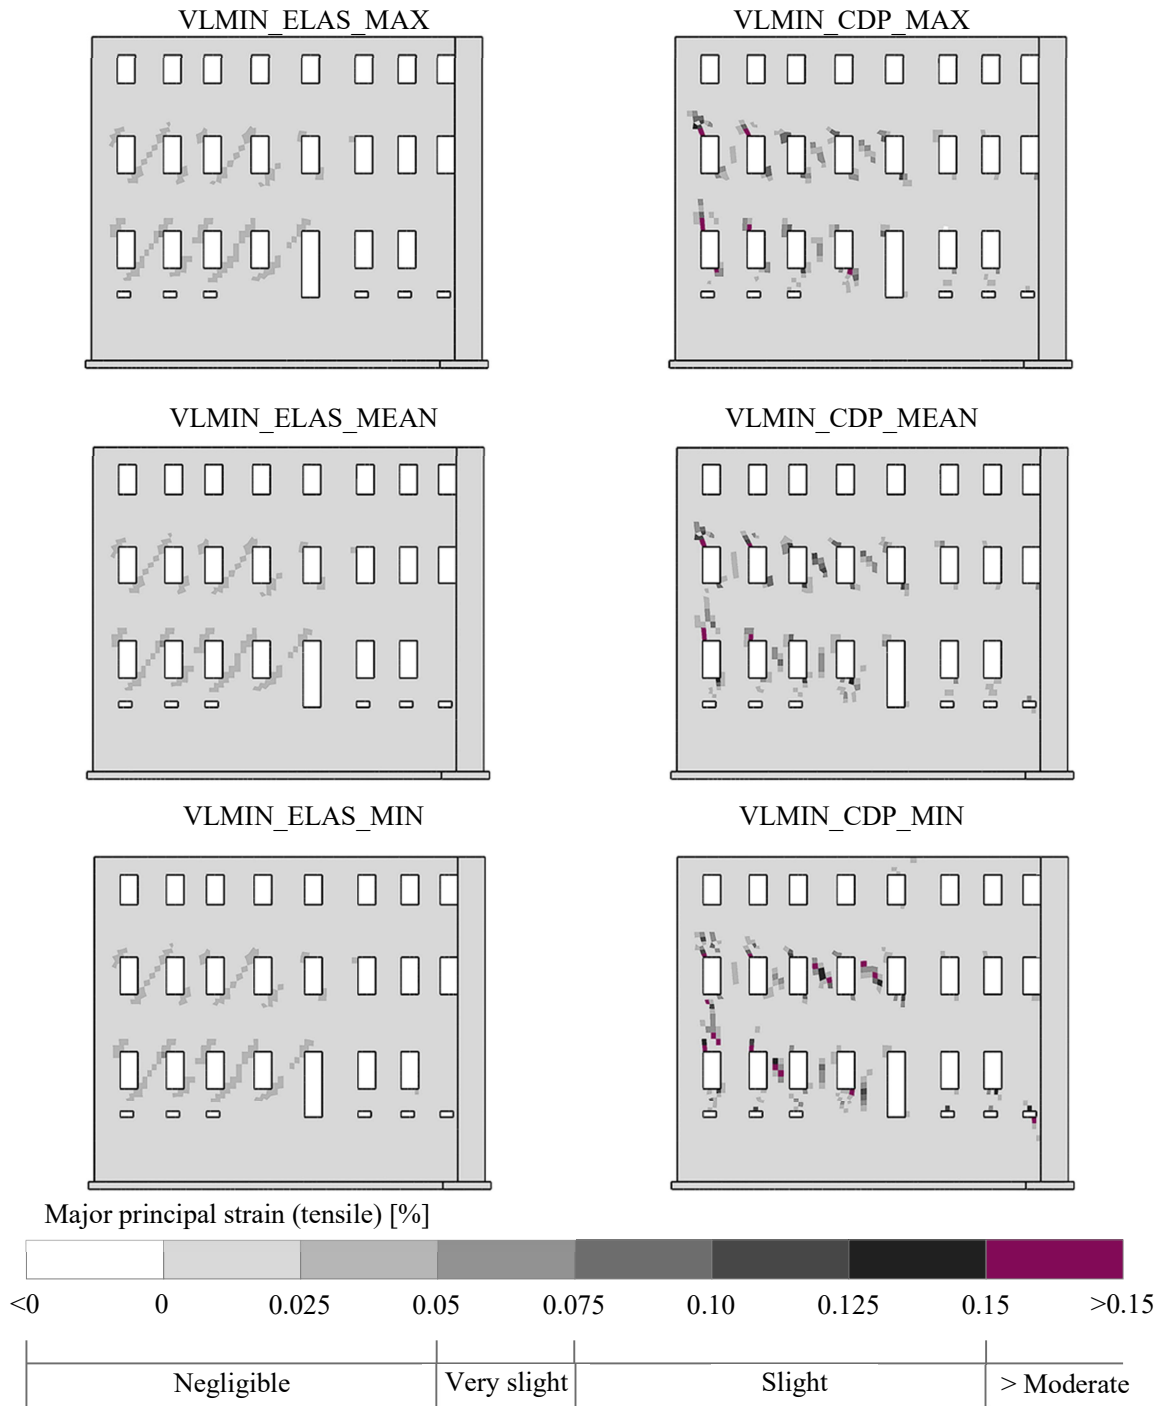 VLMIN_ELAS_MAX VLMIN_CDP_MAX
VLMIN_ELAS_MEAN VLMIN_CDP_MEAN
VLMIN_ELAS_MIN VLMIN_CDP_MIN
Major principal strain (tensile) [%]
<0 0 0.025 0.05 0.075 0.10 0.125 0.15 >0.15
Negligible Very slight Slight > Moderate